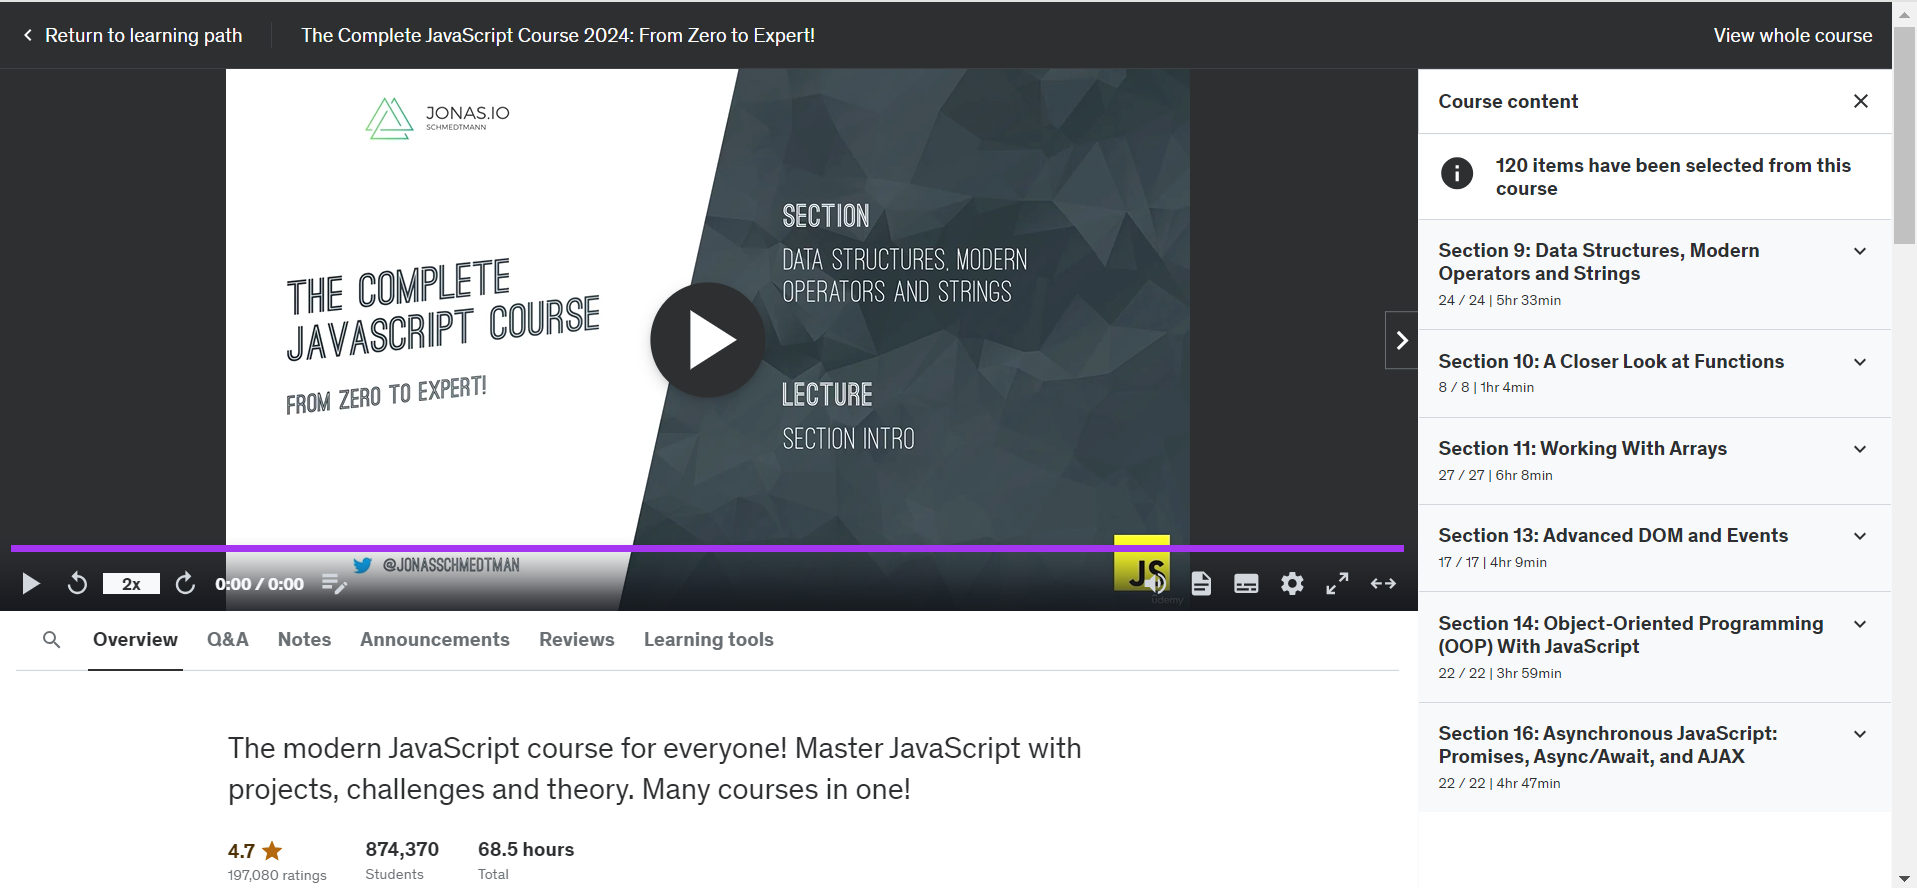 Return to learning path
The Complete JavaScript Course 2024: From Zero to Expert!
View whole course
JONAS.IO
SCHMEDTMANN
THE COMPLETE
JAVASCRIPT COURSE
FROM ZERO TO EXPERT!
SECTION
DATA STRUCTURES, MODERN
OPERATORS AND STRINGS
LECTURE
SECTION INTRO
@JONASSCHMEDTMAN
JS
udemy
2x
0:00 / 0:00
Overview
Q&A
Notes
Announcements
Reviews
Learning tools
The modern JavaScript course for everyone! Master JavaScript with
projects, challenges and theory. Many courses in one!
4.7
197,080 ratings
874,370
Students
68.5 hours
Total
Course content
120 items have been selected from this
course
Section 9: Data Structures, Modern
Operators and Strings
24 / 24 | 5hr 33min
Section 10: A Closer Look at Functions
8 / 8 | 1hr 4min
Section 11: Working With Arrays
27 / 27 | 6hr 8min
Section 13: Advanced DOM and Events
17 / 17 | 4hr 9min
Section 14: Object-Oriented Programming
(OOP) With JavaScript
22 / 22 | 3hr 59min
Section 16: Asynchronous JavaScript:
Promises, Async/Await, and AJAX
22 / 22 | 4hr 47min